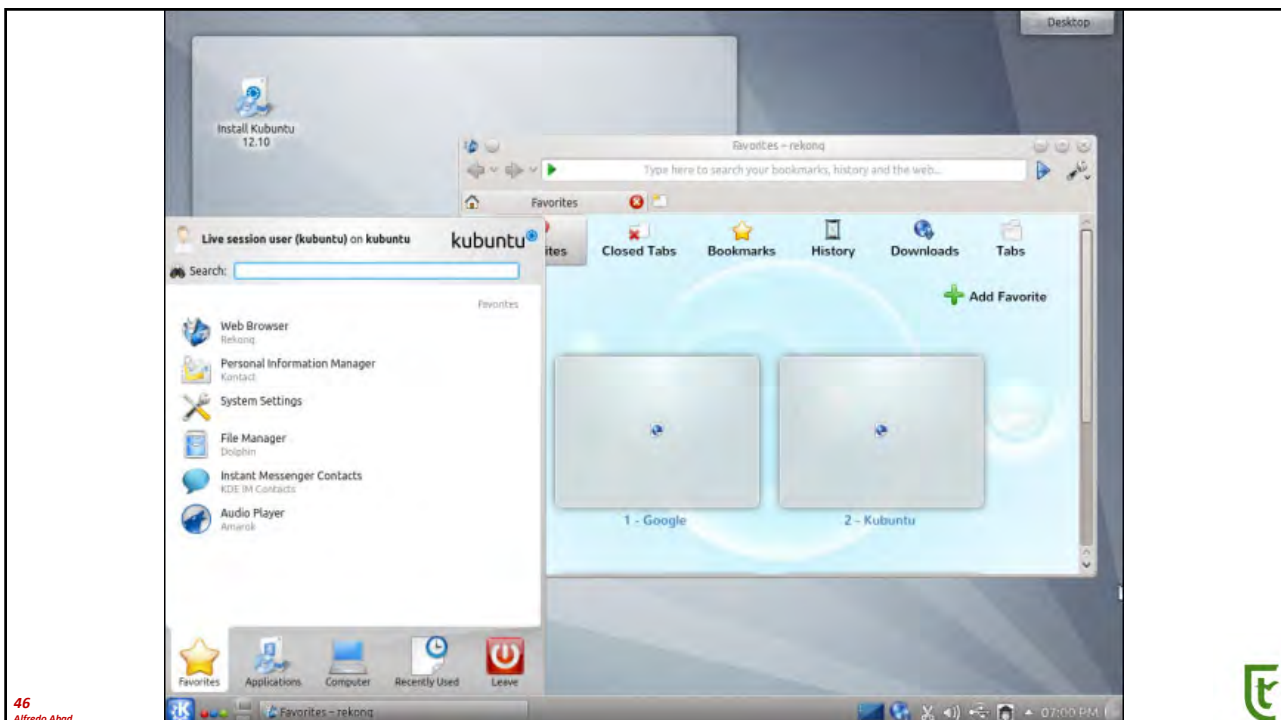 Desktop
Install Kubuntu
12.10
Favorites – rekonq
Type here to search your bookmarks, history and the web...
Favorites
Live session user (kubuntu) on kubuntu
kubuntu
Search:
ites
Closed Tabs
Bookmarks
History
Downloads
Tabs
Add Favorite
Favorites
Web Browser
Rekonq
Personal Information Manager
Kontact
System Settings
File Manager
Dolphin
Instant Messenger Contacts
KDE IM Contacts
Audio Player
Amarok
1 - Google
2 - Kubuntu
Favorites
Applications
Computer
Recently Used
Leave
Favorites – rekonq
07:00 PM
46
Alfredo Abad